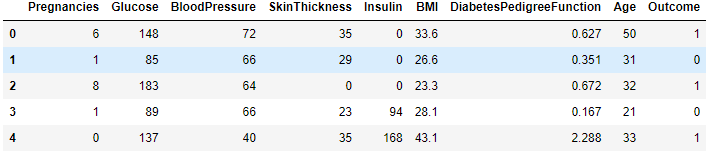 Pregnancies Glucose BloodPressure SkinThickness Insulin BMI DiabetesPedigreeFunction Age Outcome
0 6 148 72 35 0 33.6 0.627 50 1
1 1 85 66 29 0 26.6 0.351 31 0
2 8 183 64 0 0 23.3 0.672 32 1
3 1 89 66 23 94 28.1 0.167 21 0
4 0 137 40 35 168 43.1 2.288 33 1